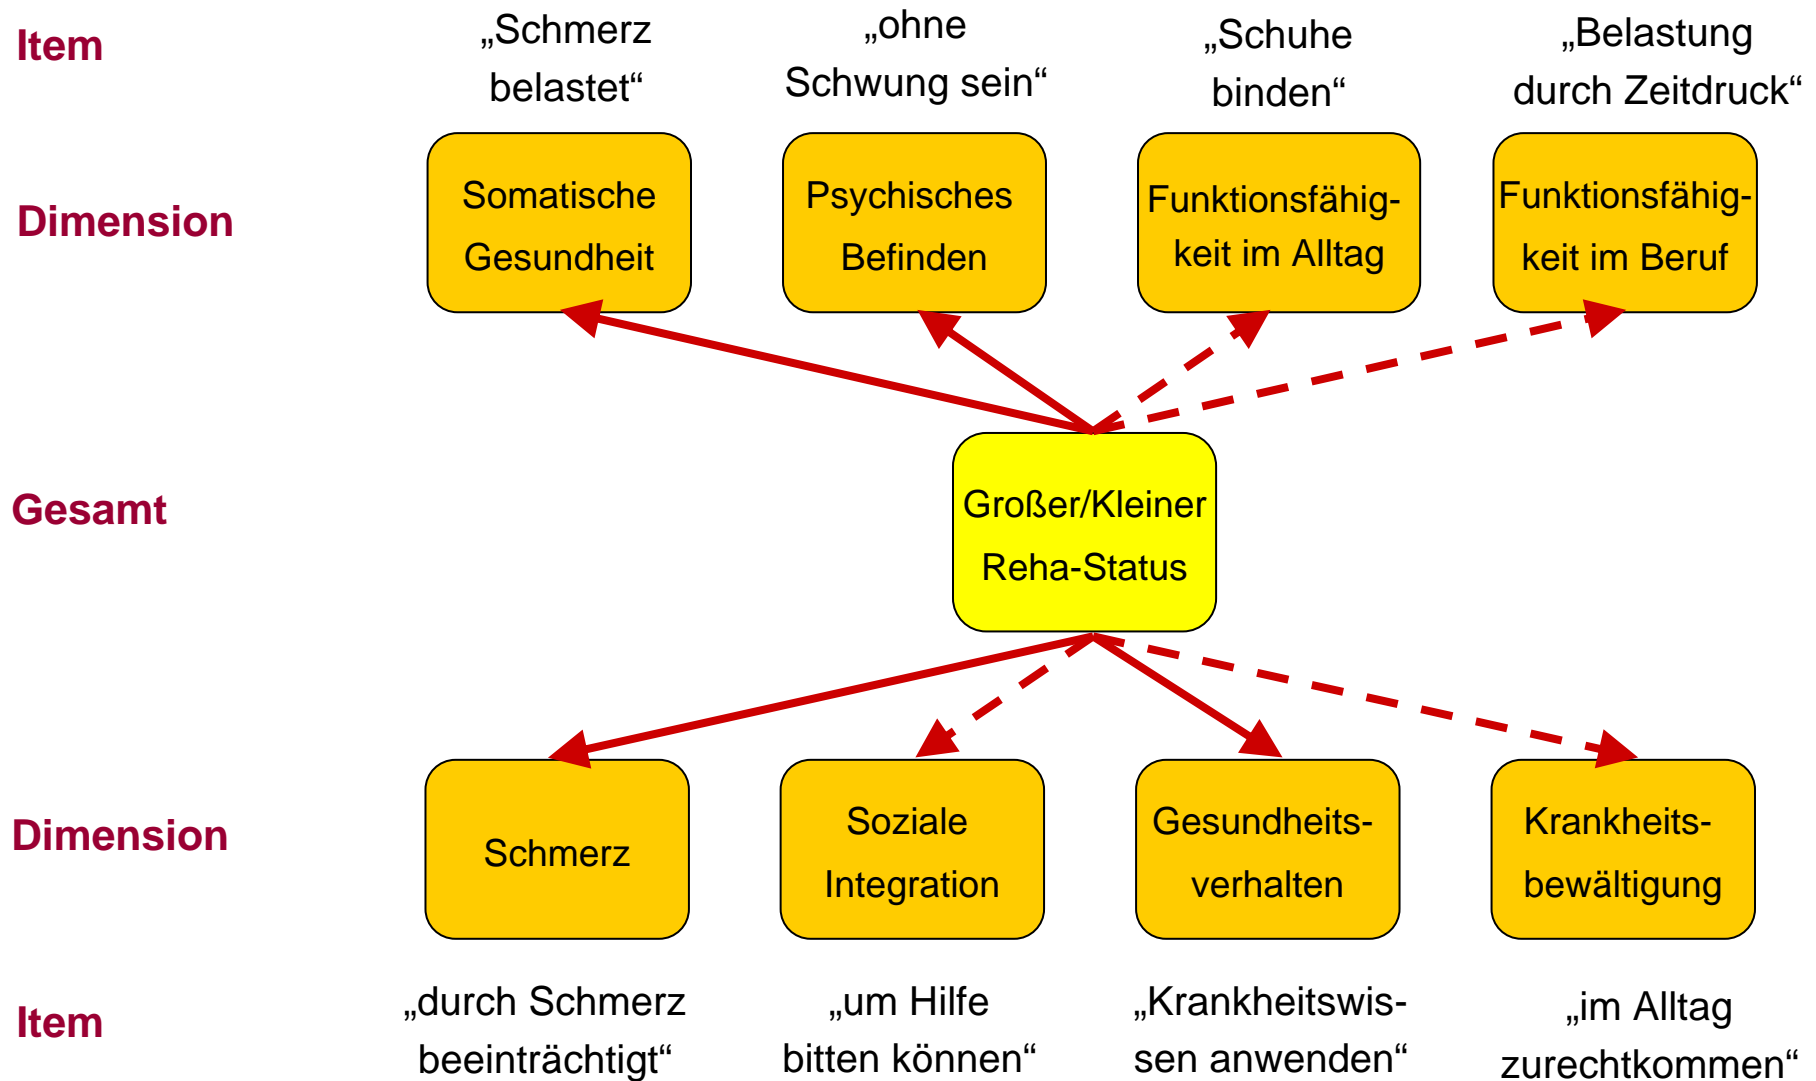 Item
„Schmerz
belastet“
„ohne
Schwung sein“
„Schuhe
binden“
„Belastung
durch Zeitdruck“
Dimension
Somatische
Gesundheit
Psychisches
Befinden
Funktionsfähig-
keit im Alltag
Funktionsfähig-
keit im Beruf
Gesamt
Großer/Kleiner
Reha-Status
Dimension
Schmerz
Soziale
Integration
Gesundheits-
verhalten
Krankheits-
bewältigung
Item
„durch Schmerz
beeinträchtigt“
„um Hilfe
bitten können“
„Krankheitswis-
sen anwenden“
„im Alltag
zurechtkommen“